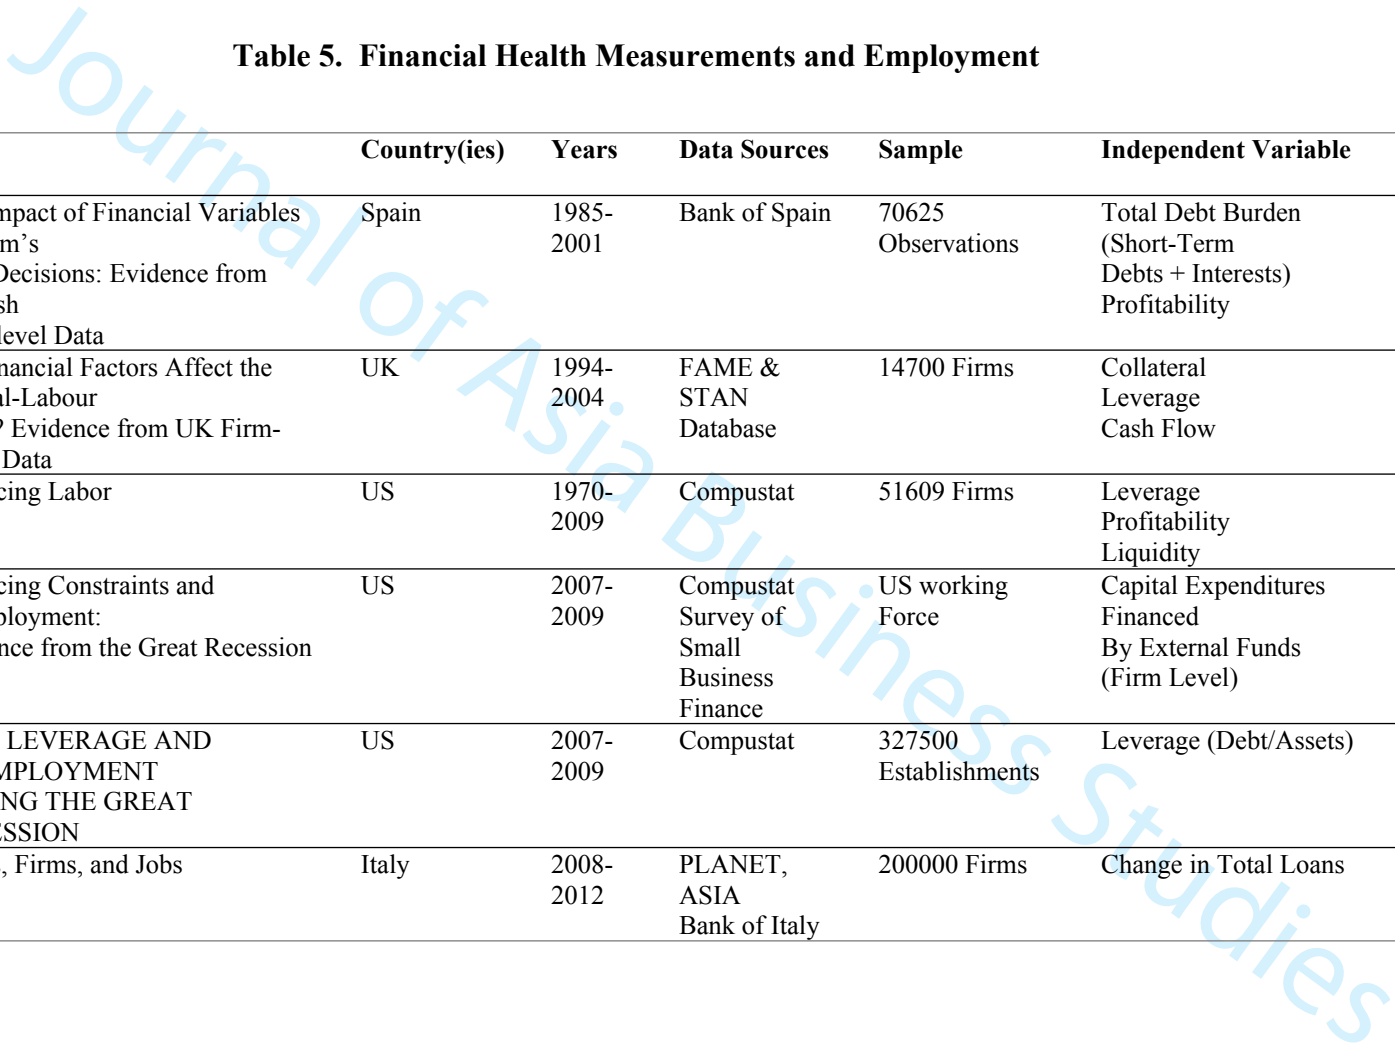 Table 5. Financial Health Measurements and Employment
Country(ies) Years Data Sources Sample Independent Variable
mpact of Financial Variables Spain 1985- Bank of Spain 70625 Total Debt Burden
m's 2001 Observations (Short-Term
Decisions: Evidence from Debts + Interests)
sh Profitability
level Data
nancial Factors Affect the UK 1994- FAME & 14700 Firms Collateral
al-Labour 2004 STAN Leverage
? Evidence from UK Firm- Database Cash Flow
Data
cing Labor US 1970- Compustat 51609 Firms Leverage
2009 Profitability
Liquidity
cing Constraints and US 2007- Compustat US working Capital Expenditures
ployment: 2009 Survey of Force Financed
nce from the Great Recession Small By External Funds
Business (Firm Level)
Finance
LEVERAGE AND US 2007- Compustat 327500 Leverage (Debt/Assets)
MPLOYMENT 2009 Establishments
NG THE GREAT
ESSION
, Firms, and Jobs Italy 2008- PLANET, 200000 Firms Change in Total Loans
2012 ASIA
Bank of Italy
Journal of Asia Business Studies